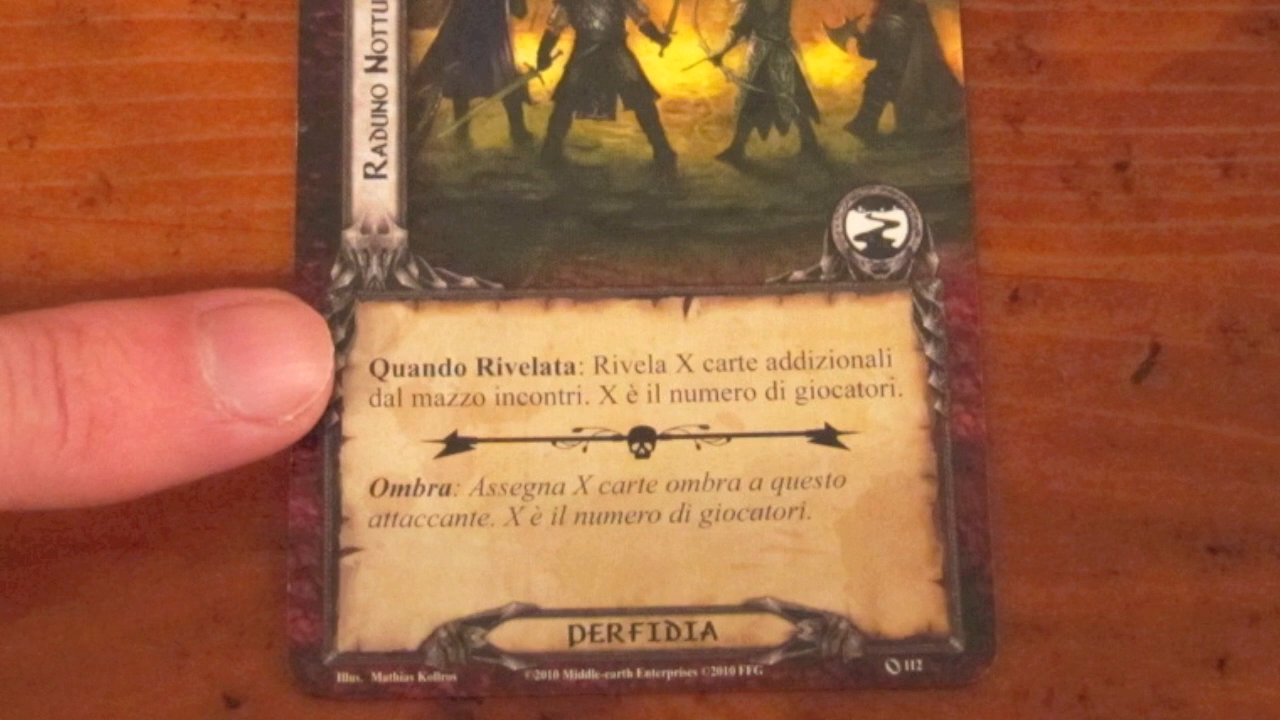 RADUNO
Quando Rivelata: Rivela X carte addizionali
dal mazzo incontri. X è il numero di giocatori.
Ombra: Assegna X carte ombra a questo
attaccante. X è il numero di giocatori.
PERFIDIA
Illus. Mathias Kollros
©2010 Middle-earth Enterprises ©2010 FFG
112